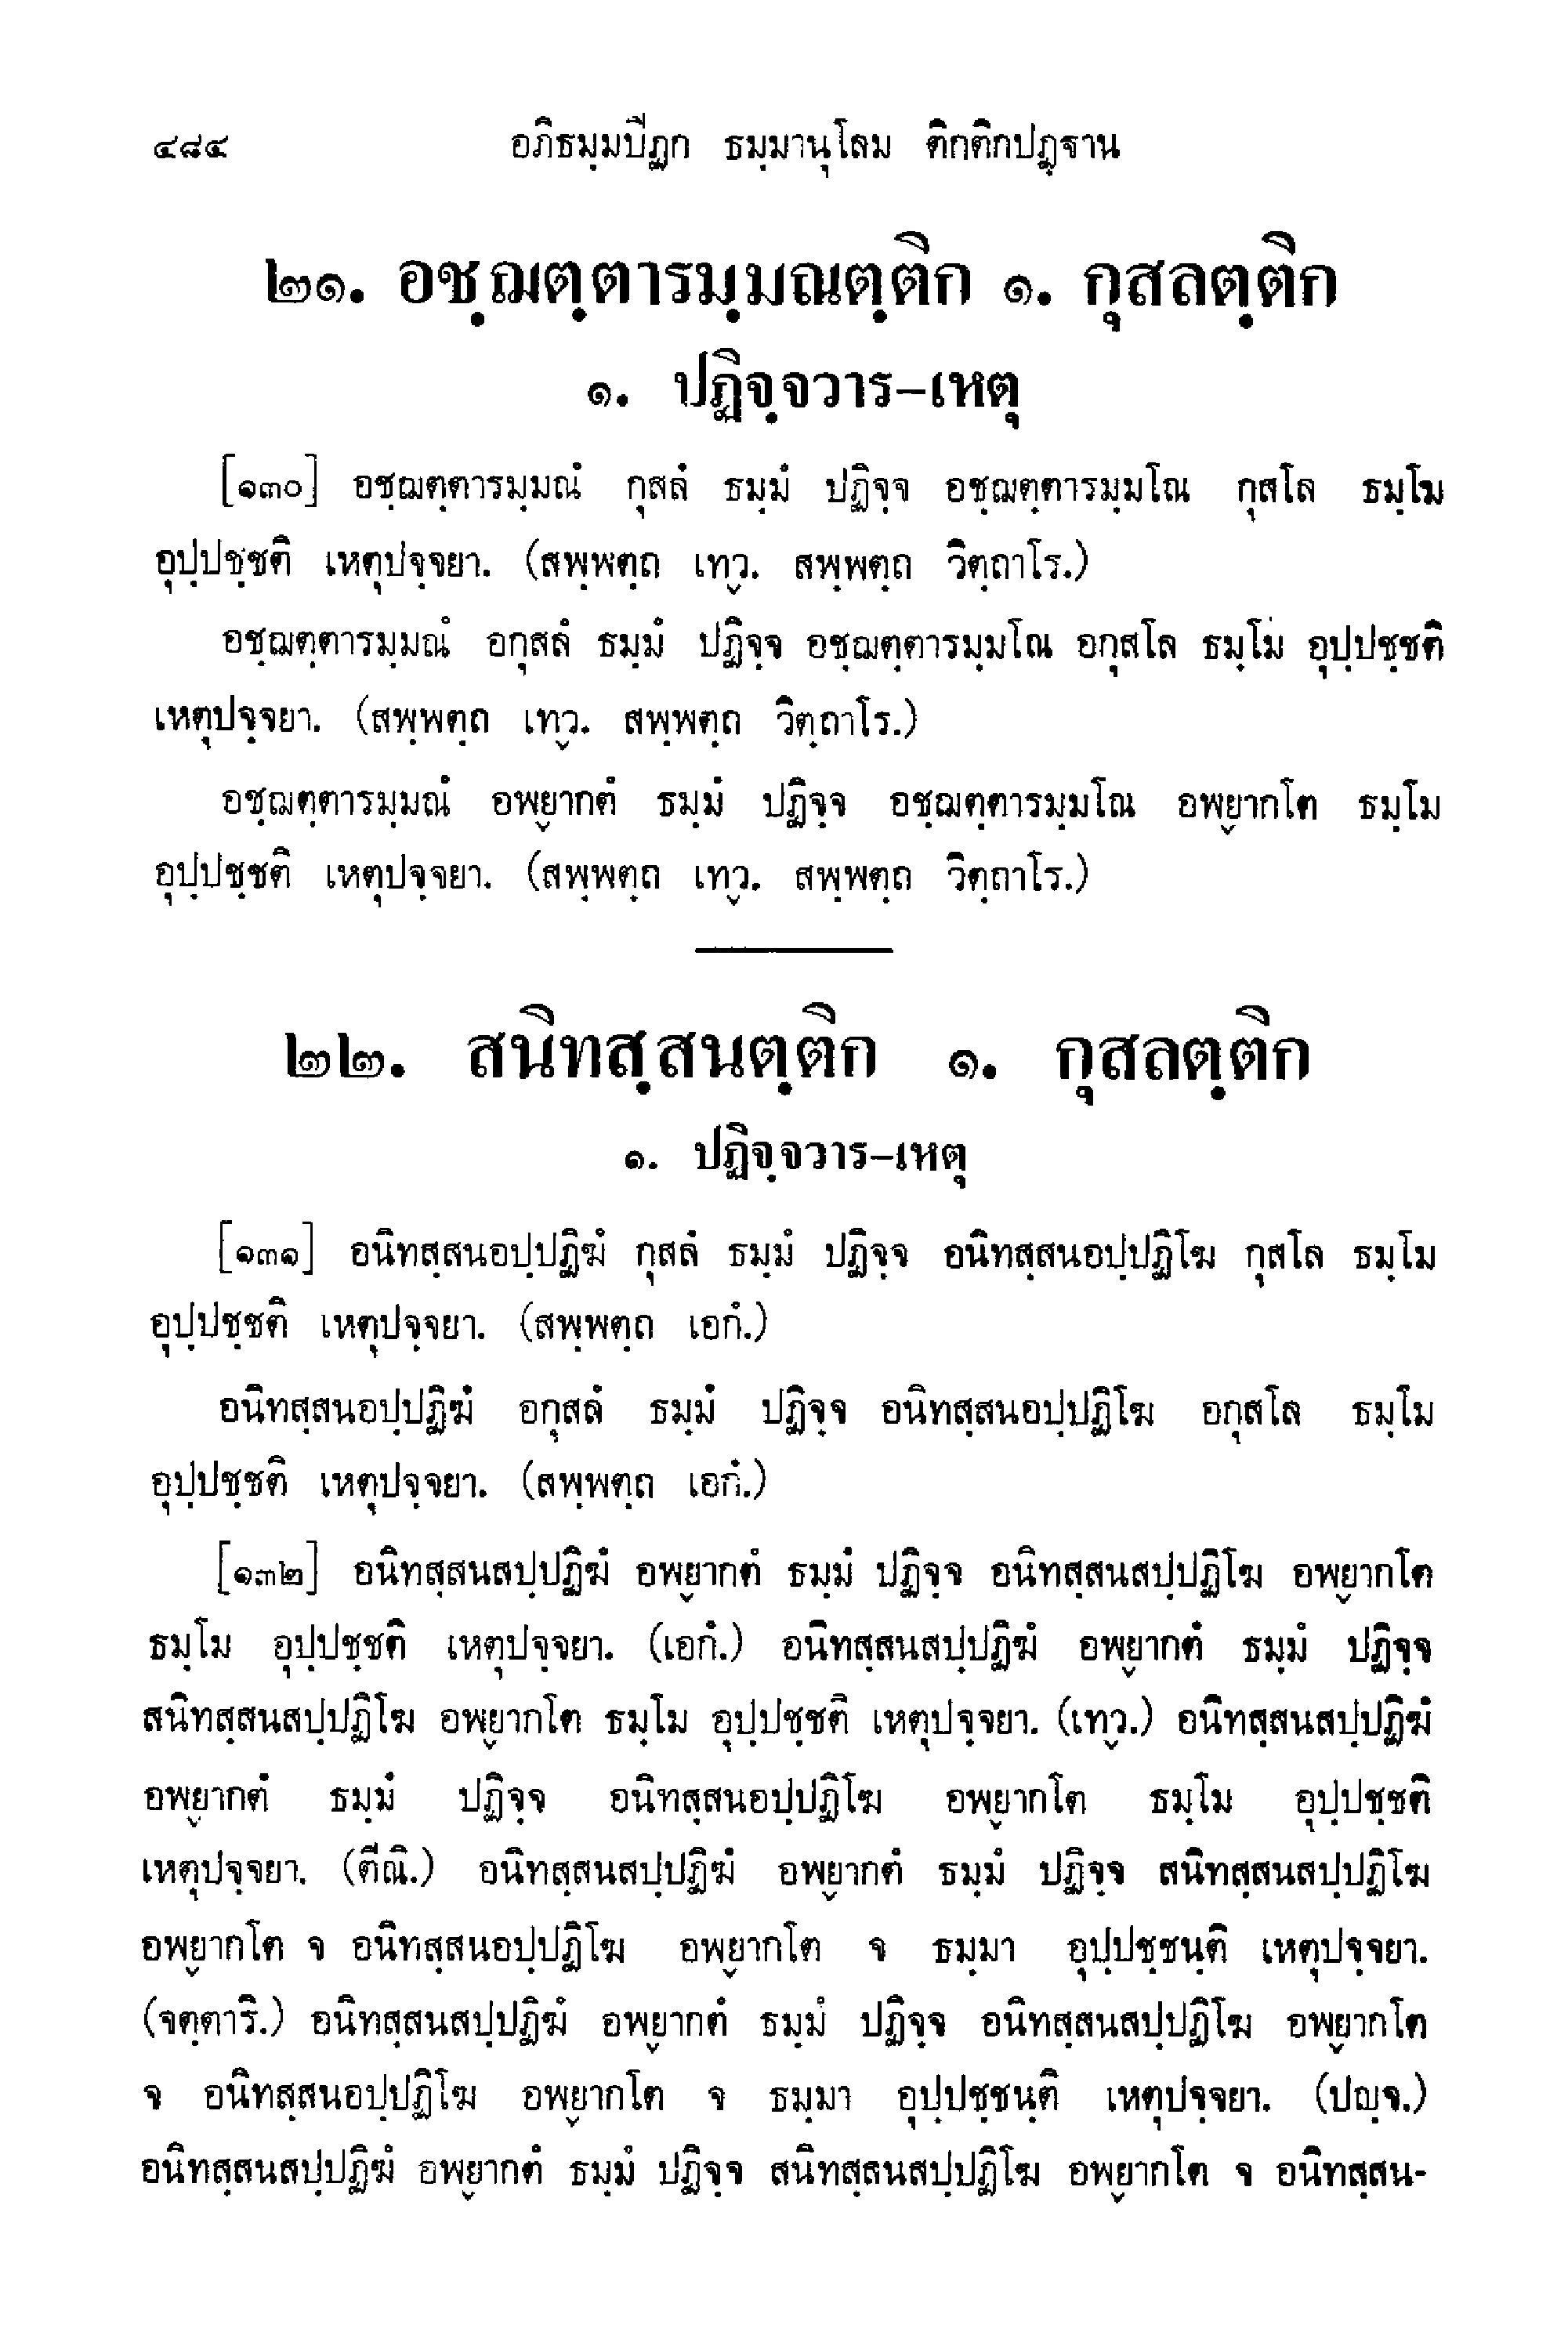 ๔๘๔ อภิธมฺมปิฏก ธมฺมานุโลม ติกติกปฏฺฐาน
๒๑. อชฺฌตฺตารมฺมณตฺติก ๑. กุสลตฺติก
๑. ปฏิจฺจวาร-เหตุ
[๑๓๐] อชฺฌตฺตารมฺมณํ กุสลํ ธมฺมํ ปฏิจฺจ อชฺฌตฺตารมฺมโณ กุสโล ธมฺโม
อุปฺปชฺชติ เหตุปจฺจยา. (สพฺพตฺถ เทฺว. สพฺพตฺถ วิตฺถาโร.)
อชฺฌตฺตารมฺมณํ อกุสลํ ธมฺมํ ปฏิจฺจ อชฺฌตฺตารมฺมโณ อกุสโล ธมฺโม อุปฺปชฺชติ
เหตุปจฺจยา. (สพฺพตฺถ เทฺว. สพฺพตฺถ วิตฺถาโร.)
อชฺฌตฺตารมฺมณํ อพฺยากตํ ธมฺมํ ปฏิจฺจ อชฺฌตฺตารมฺมโณ อพฺยากโต ธมฺโม
อุปฺปชฺชติ เหตุปจฺจยา. (สพฺพตฺถ เทฺว. สพฺพตฺถ วิตฺถาโร.)
๒๒. สนิทสฺสนตฺติก ๑. กุสลตฺติก
๑. ปฏิจฺจวาร-เหตุ
[๑๓๑] อนิทสฺสนอปฺปฏิฆํ กุสลํ ธมฺมํ ปฏิจฺจ อนิทสฺสนอปฺปฏิโฆ กุสโล ธมฺโม
อุปฺปชฺชติ เหตุปจฺจยา. (สพฺพตฺถ เอกํ.)
อนิทสฺสนอปฺปฏิฆํ อกุสลํ ธมฺมํ ปฏิจฺจ อนิทสฺสนอปฺปฏิโฆ อกุสโล ธมฺโม
อุปฺปชฺชติ เหตุปจฺจยา. (สพฺพตฺถ เอกํ.)
[๑๓๒] อนิทสฺสนสปฺปฏิฆํ อพฺยากตํ ธมฺมํ ปฏิจฺจ อนิทสฺสนสปฺปฏิโฆ อพฺยากโต
ธมฺโม อุปฺปชฺชติ เหตุปจฺจยา. (เอกํ.) อนิทสฺสนสปฺปฏิฆํ อพฺยากตํ ธมฺมํ ปฏิจฺจ
สนิทสฺสนสปฺปฏิโฆ อพฺยากโต ธมฺโม อุปฺปชฺชติ เหตุปจฺจยา. (เทฺว.) อนิทสฺสนสปฺปฏิฆํ
อพฺยากตํ ธมฺมํ ปฏิจฺจ อนิทสฺสนอปฺปฏิโฆ อพฺยากโต ธมฺโม อุปฺปชฺชติ
เหตุปจฺจยา. (ตีณิ.) อนิทสฺสนสปฺปฏิฆํ อพฺยากตํ ธมฺมํ ปฏิจฺจ สนิทสฺสนสปฺปฏิโฆ
อพฺยากโต จ อนิทสฺสนอปฺปฏิโฆ อพฺยากโต จ ธมฺมา อุปฺปชฺชนฺติ เหตุปจฺจยา.
(จตฺตาริ.) อนิทสฺสนสปฺปฏิฆํ อพฺยากตํ ธมฺมํ ปฏิจฺจ อนิทสฺสนสปฺปฏิโฆ อพฺยากโต
จ อนิทสฺสนอปฺปฏิโฆ อพฺยากโต จ ธมฺมา อุปฺปชฺชนฺติ เหตุปจฺจยา. (ปญฺจ.)
อนิทสฺสนสปฺปฏิฆํ อพฺยากตํ ธมฺมํ ปฏิจฺจ สนิทสฺสนสปฺปฏิโฆ อพฺยากโต จ อนิทสฺสน-